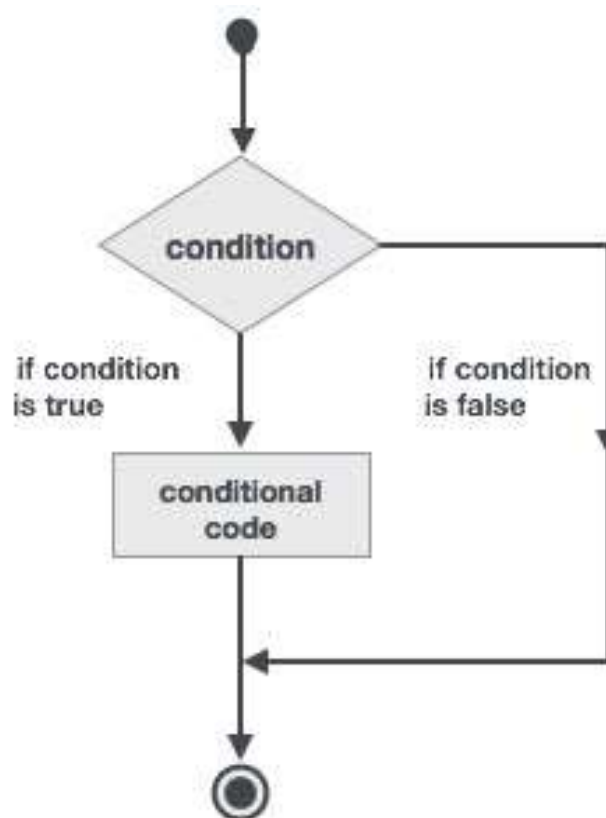 condition
if condition
is true
if condition
is false
conditional
code